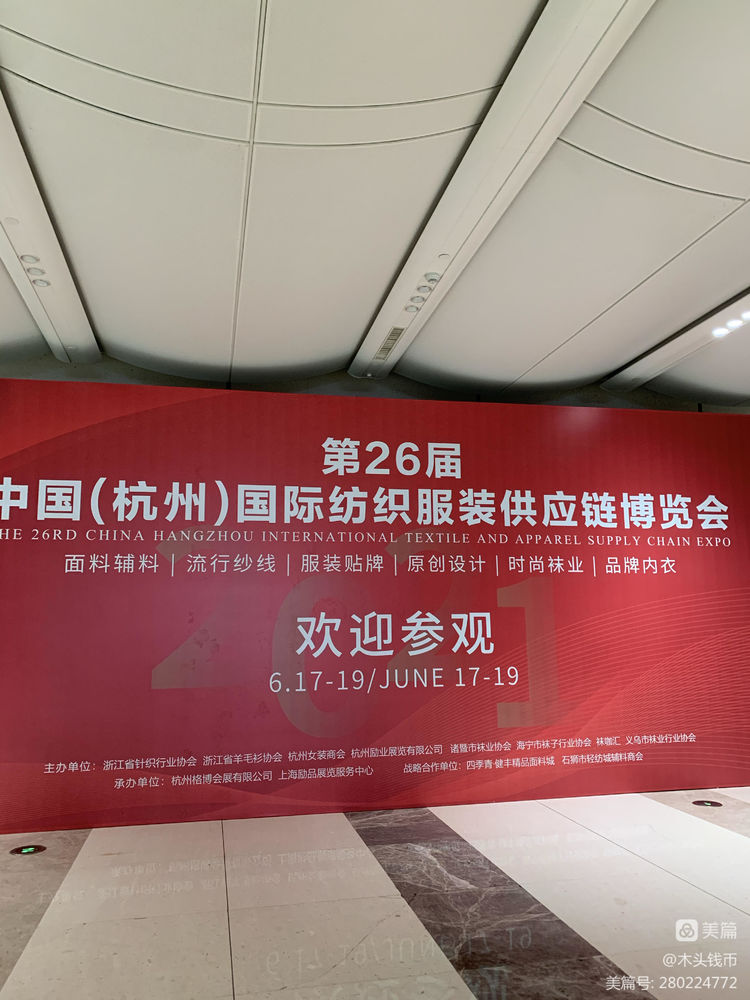 第26届
中国(杭州)国际纺织服装供应链博览会
HE 26RD CHINA HANGZHOU INTERNATIONAL TEXTILE AND APPAREL SUPPLY CHAIN EXPO
面料辅料 | 流行纱线 | 服装贴牌 | 原创设计 | 时尚袜业 | 品牌内衣
2021
欢迎参观
6.17-19/JUNE 17-19
主办单位：浙江省针织行业协会 浙江省羊毛衫协会 杭州女装商会 杭州励业展览有限公司 诸暨市袜业协会 海宁市袜子行业协会 袜咖汇 义乌市袜业行业协会
承办单位：杭州格博会展有限公司 上海励品展览服务中心 战略合作单位：四季青·健丰精品面料城 石狮市轻纺城辅料商会
美篇
@木头钱币
美篇号: 280224772